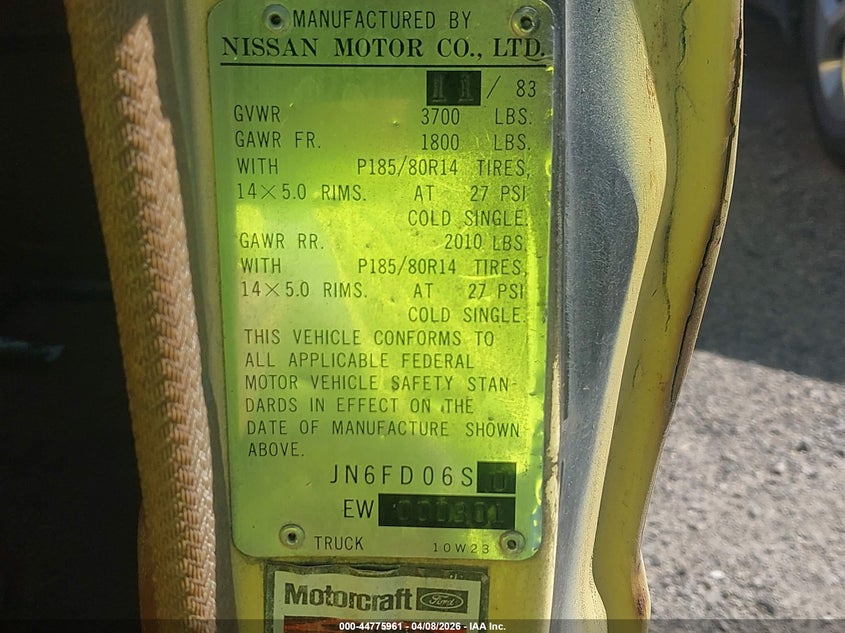 MANUFACTURED BY
NISSAN MOTOR CO., LTD.
11 / 83
GVWR 3700 LBS.
GAWR FR. 1800 LBS.
WITH P185/80R14 TIRES,
14×5.0 RIMS. AT 27 PSI
COLD SINGLE.
GAWR RR. 2010 LBS.
WITH P185/80R14 TIRES,
14×5.0 RIMS. AT 27 PSI
COLD SINGLE.
THIS VEHICLE CONFORMS TO
ALL APPLICABLE FEDERAL
MOTOR VEHICLE SAFETY STAN-
DARDS IN EFFECT ON THE
DATE OF MANUFACTURE SHOWN
ABOVE.
JN6FD06S0
EW000301
TRUCK 10W23
Motorcraft Ford
000-44775961 - 04/08/2026 - IAA Inc.